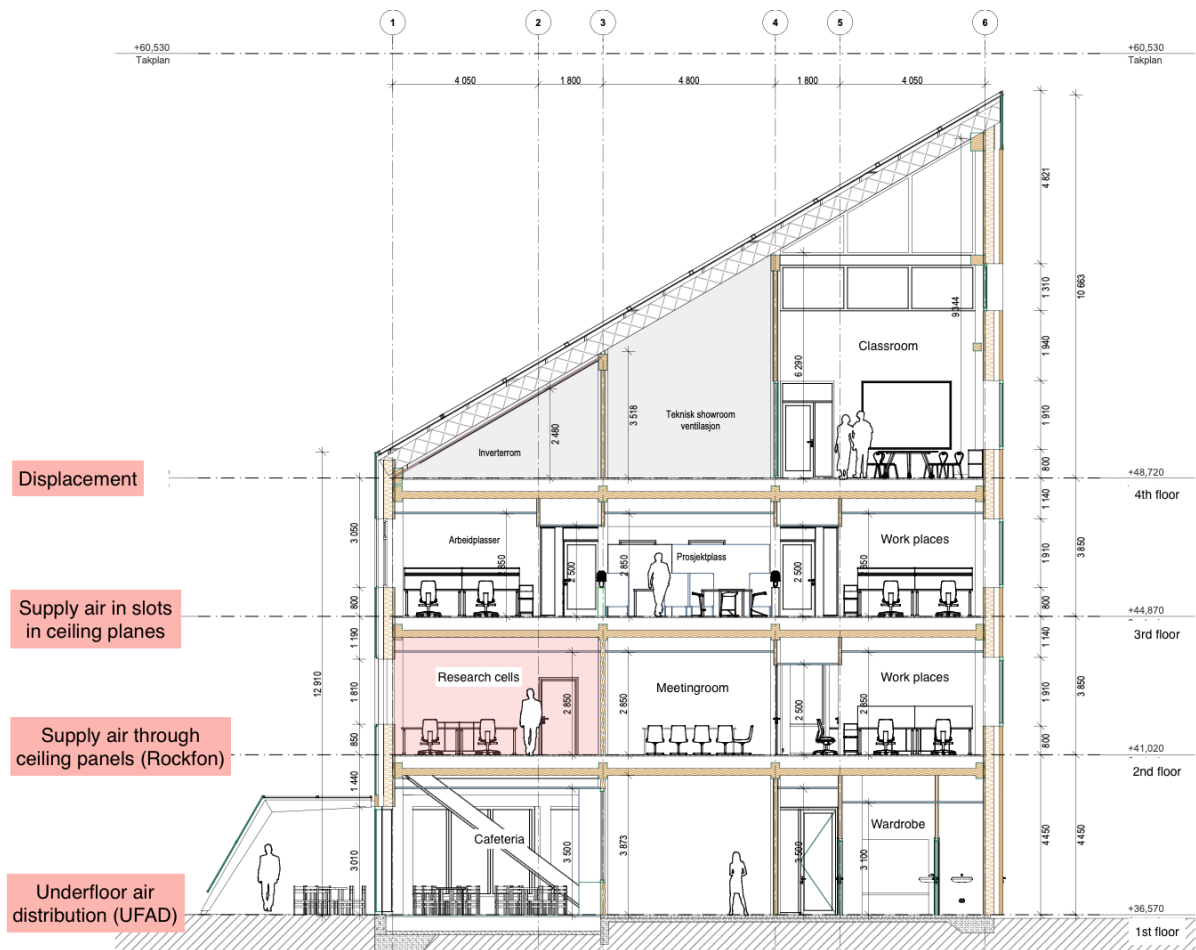 1
2
3
4
5
6
+60,530
Takplan
+60,530
Takplan
4 050
1 800
4 800
1 800
4 050
4 821
10 663
1 310
9 344
1 940
Classroom
6 290
3 518
Teknisk showroom
ventilasjon
1 910
2 480
Inverterrom
800
Displacement
+48,720
4th floor
1 140
3 050
Arbeidplasser
2 500
2 850
Prosjektplass
2 500
Work places
1 910
3 850
800
800
Supply air in slots
in ceiling planes
+44,870
3rd floor
1 190
1 140
12 910
1 810
Research cells
2 850
2 850
Meetingroom
2 500
2 850
Work places
1 910
3 850
850
800
Supply air through
ceiling panels (Rockfon)
+41,020
2nd floor
1 440
3 010
Cafeteria
3 500
3 873
3 500
3 100
Wardrobe
4 450
4 450
Underfloor air
distribution (UFAD)
+36,570
1st floor